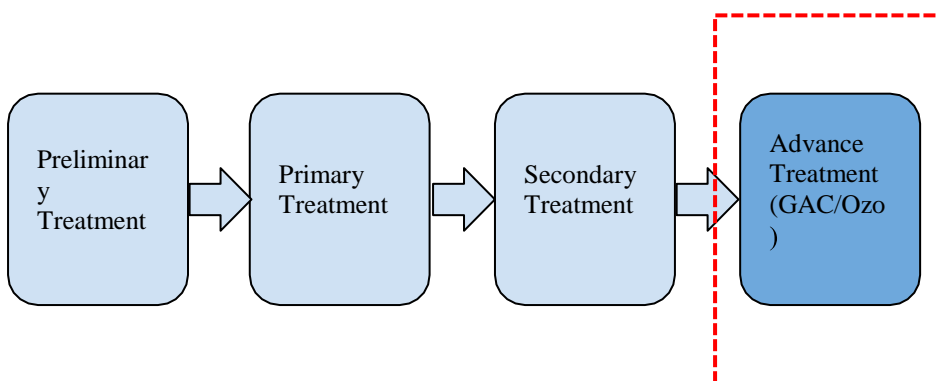 Preliminar
y
Treatment
Primary
Treatment
Secondary
Treatment
Advance
Treatment
(GAC/Ozo
)